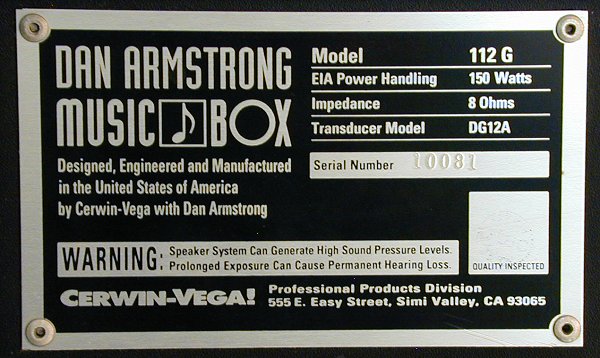 DAN ARMSTRONG
MUSIC BOX
Designed, Engineered and Manufactured
in the United States of America
by Cerwin-Vega with Dan Armstrong
Model 112 G
EIA Power Handling 150 Watts
Impedance 8 Ohms
Transducer Model DG12A
Serial Number 10081
QUALITY INSPECTED
WARNING: Speaker System Can Generate High Sound Pressure Levels.
Prolonged Exposure Can Cause Permanent Hearing Loss.
CERWIN-VEGA! Professional Products Division
555 E. Easy Street, Simi Valley, CA 93065